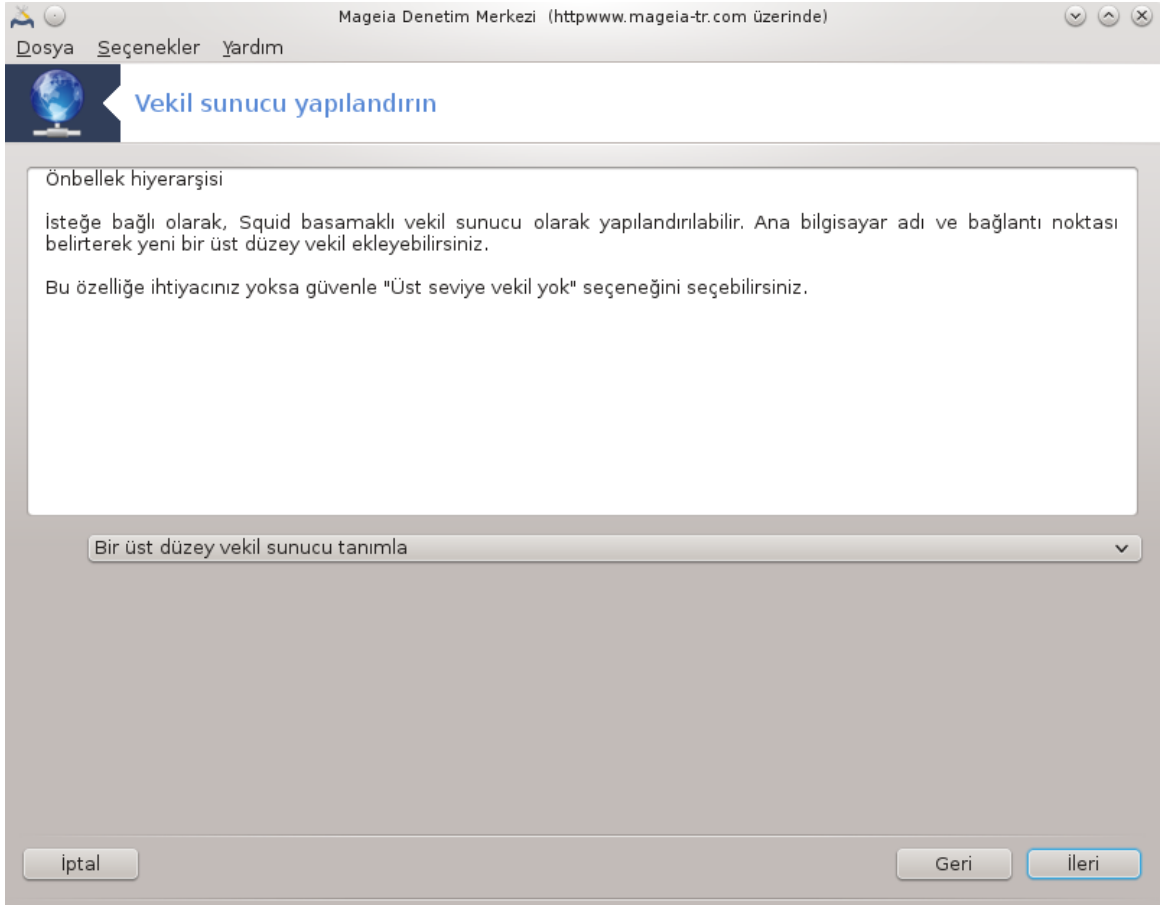 Mageia Denetim Merkezi (httpwww.mageia-tr.com üzerinde)
Dosya Seçenekler Yardım
Vekil sunucu yapılandırın
Önbellek hiyerarşisi
İsteğe bağlı olarak, Squid basamaklı vekil sunucu olarak yapılandırılabilir. Ana bilgisayar adı ve bağlantı noktası
belirterek yeni bir üst düzey vekil ekleyebilirsiniz.
Bu özelliğe ihtiyacınız yoksa güvenle "Üst seviye vekil yok" seçeneğini seçebilirsiniz.
Bir üst düzey vekil sunucu tanımla
İptal Geri İleri